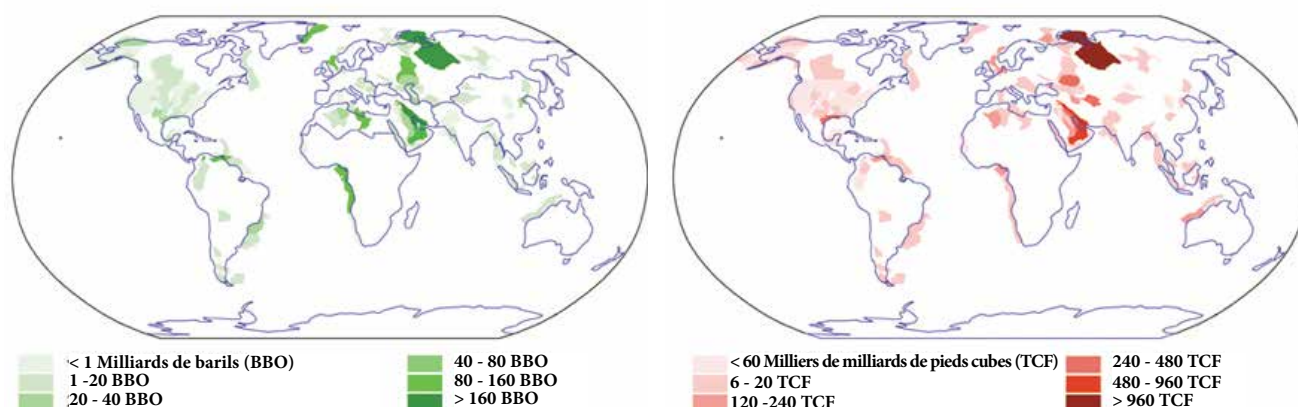 < 1 Milliards de barils (BBO)
1 -20 BBO
20 - 40 BBO
40 - 80 BBO
80 - 160 BBO
> 160 BBO
< 60 Milliers de milliards de pieds cubes (TCF)
6 - 20 TCF
120 -240 TCF
240 - 480 TCF
480 - 960 TCF
> 960 TCF